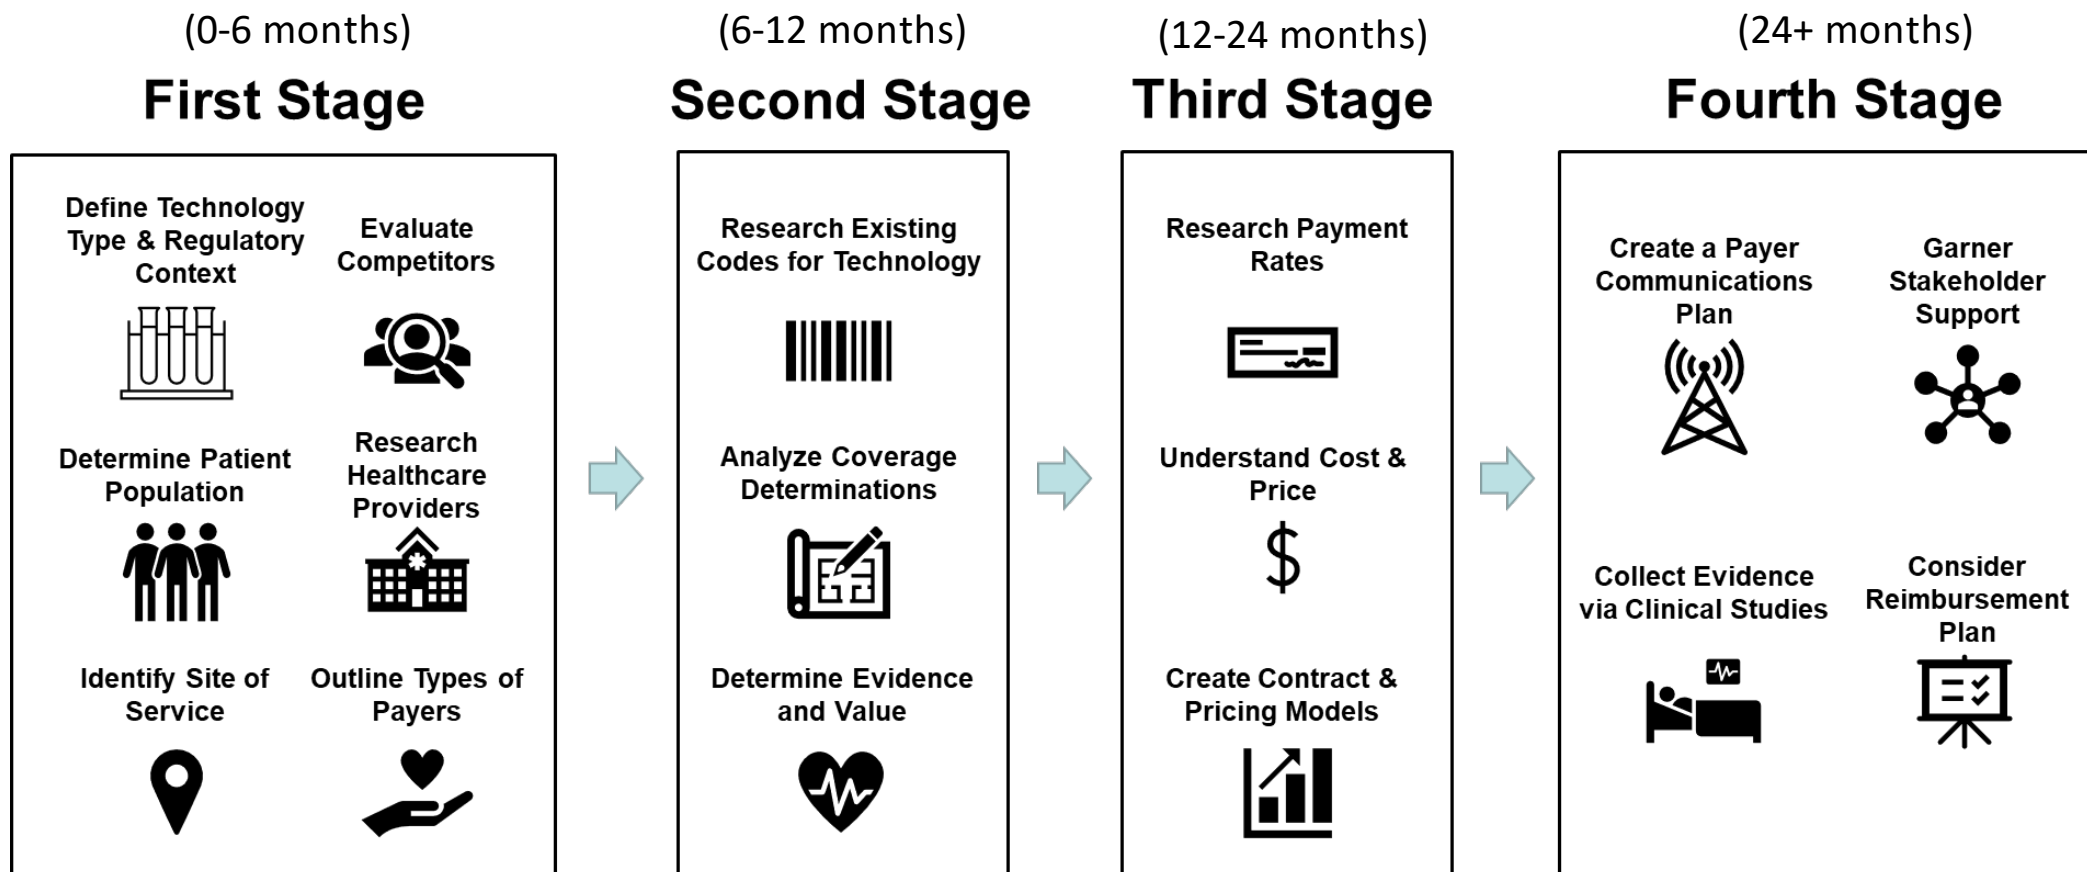 (0-6 months)
First Stage
Define Technology
Type & Regulatory
Context
Evaluate
Competitors
Determine Patient
Population
Research
Healthcare
Providers
Identify Site of
Service
Outline Types of
Payers
(6-12 months)
Second Stage
Research Existing
Codes for Technology
Analyze Coverage
Determinations
Determine Evidence
and Value
(12-24 months)
Third Stage
Research Payment
Rates
Understand Cost &
Price
$
Create Contract &
Pricing Models
(24+ months)
Fourth Stage
Create a Payer
Communications
Plan
Garner
Stakeholder
Support
Collect Evidence
via Clinical Studies
Consider
Reimbursement
Plan